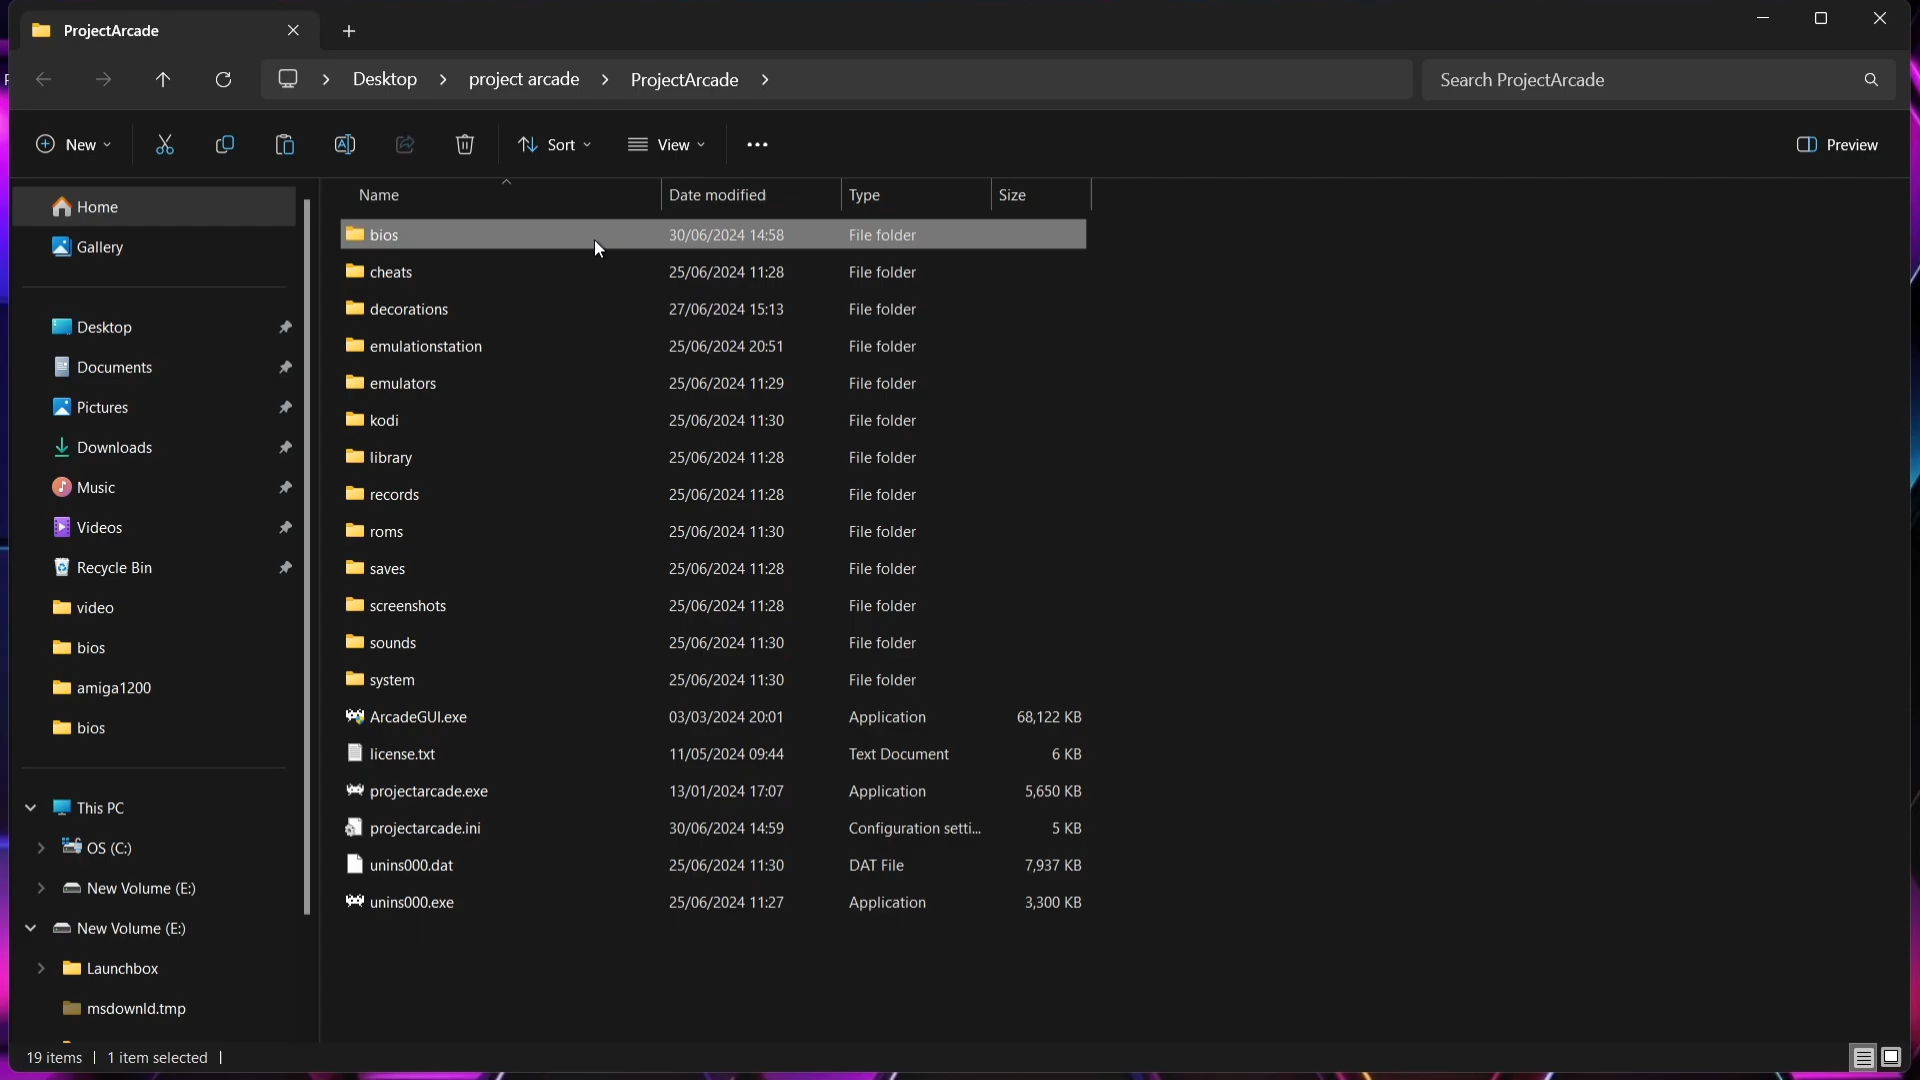 ProjectArcade
Desktop > project arcade > ProjectArcade >
Search ProjectArcade
New
Sort
View
Preview
Home
Gallery
Desktop
Documents
Pictures
Downloads
Music
Videos
Recycle Bin
video
bios
amiga1200
bios
This PC
OS (C:)
New Volume (E:)
New Volume (E:)
Launchbox
msdownld.tmp
Name Date modified Type Size
bios 30/06/2024 14:58 File folder
cheats 25/06/2024 11:28 File folder
decorations 27/06/2024 15:13 File folder
emulationstation 25/06/2024 20:51 File folder
emulators 25/06/2024 11:29 File folder
kodi 25/06/2024 11:30 File folder
library 25/06/2024 11:28 File folder
records 25/06/2024 11:28 File folder
roms 25/06/2024 11:30 File folder
saves 25/06/2024 11:28 File folder
screenshots 25/06/2024 11:28 File folder
sounds 25/06/2024 11:30 File folder
system 25/06/2024 11:30 File folder
ArcadeGUI.exe 03/03/2024 20:01 Application 68,122 KB
license.txt 11/05/2024 09:44 Text Document 6 KB
projectarcade.exe 13/01/2024 17:07 Application 5,650 KB
projectarcade.ini 30/06/2024 14:59 Configuration setti... 5 KB
unins000.dat 25/06/2024 11:30 DAT File 7,937 KB
unins000.exe 25/06/2024 11:27 Application 3,300 KB
19 items | 1 item selected |